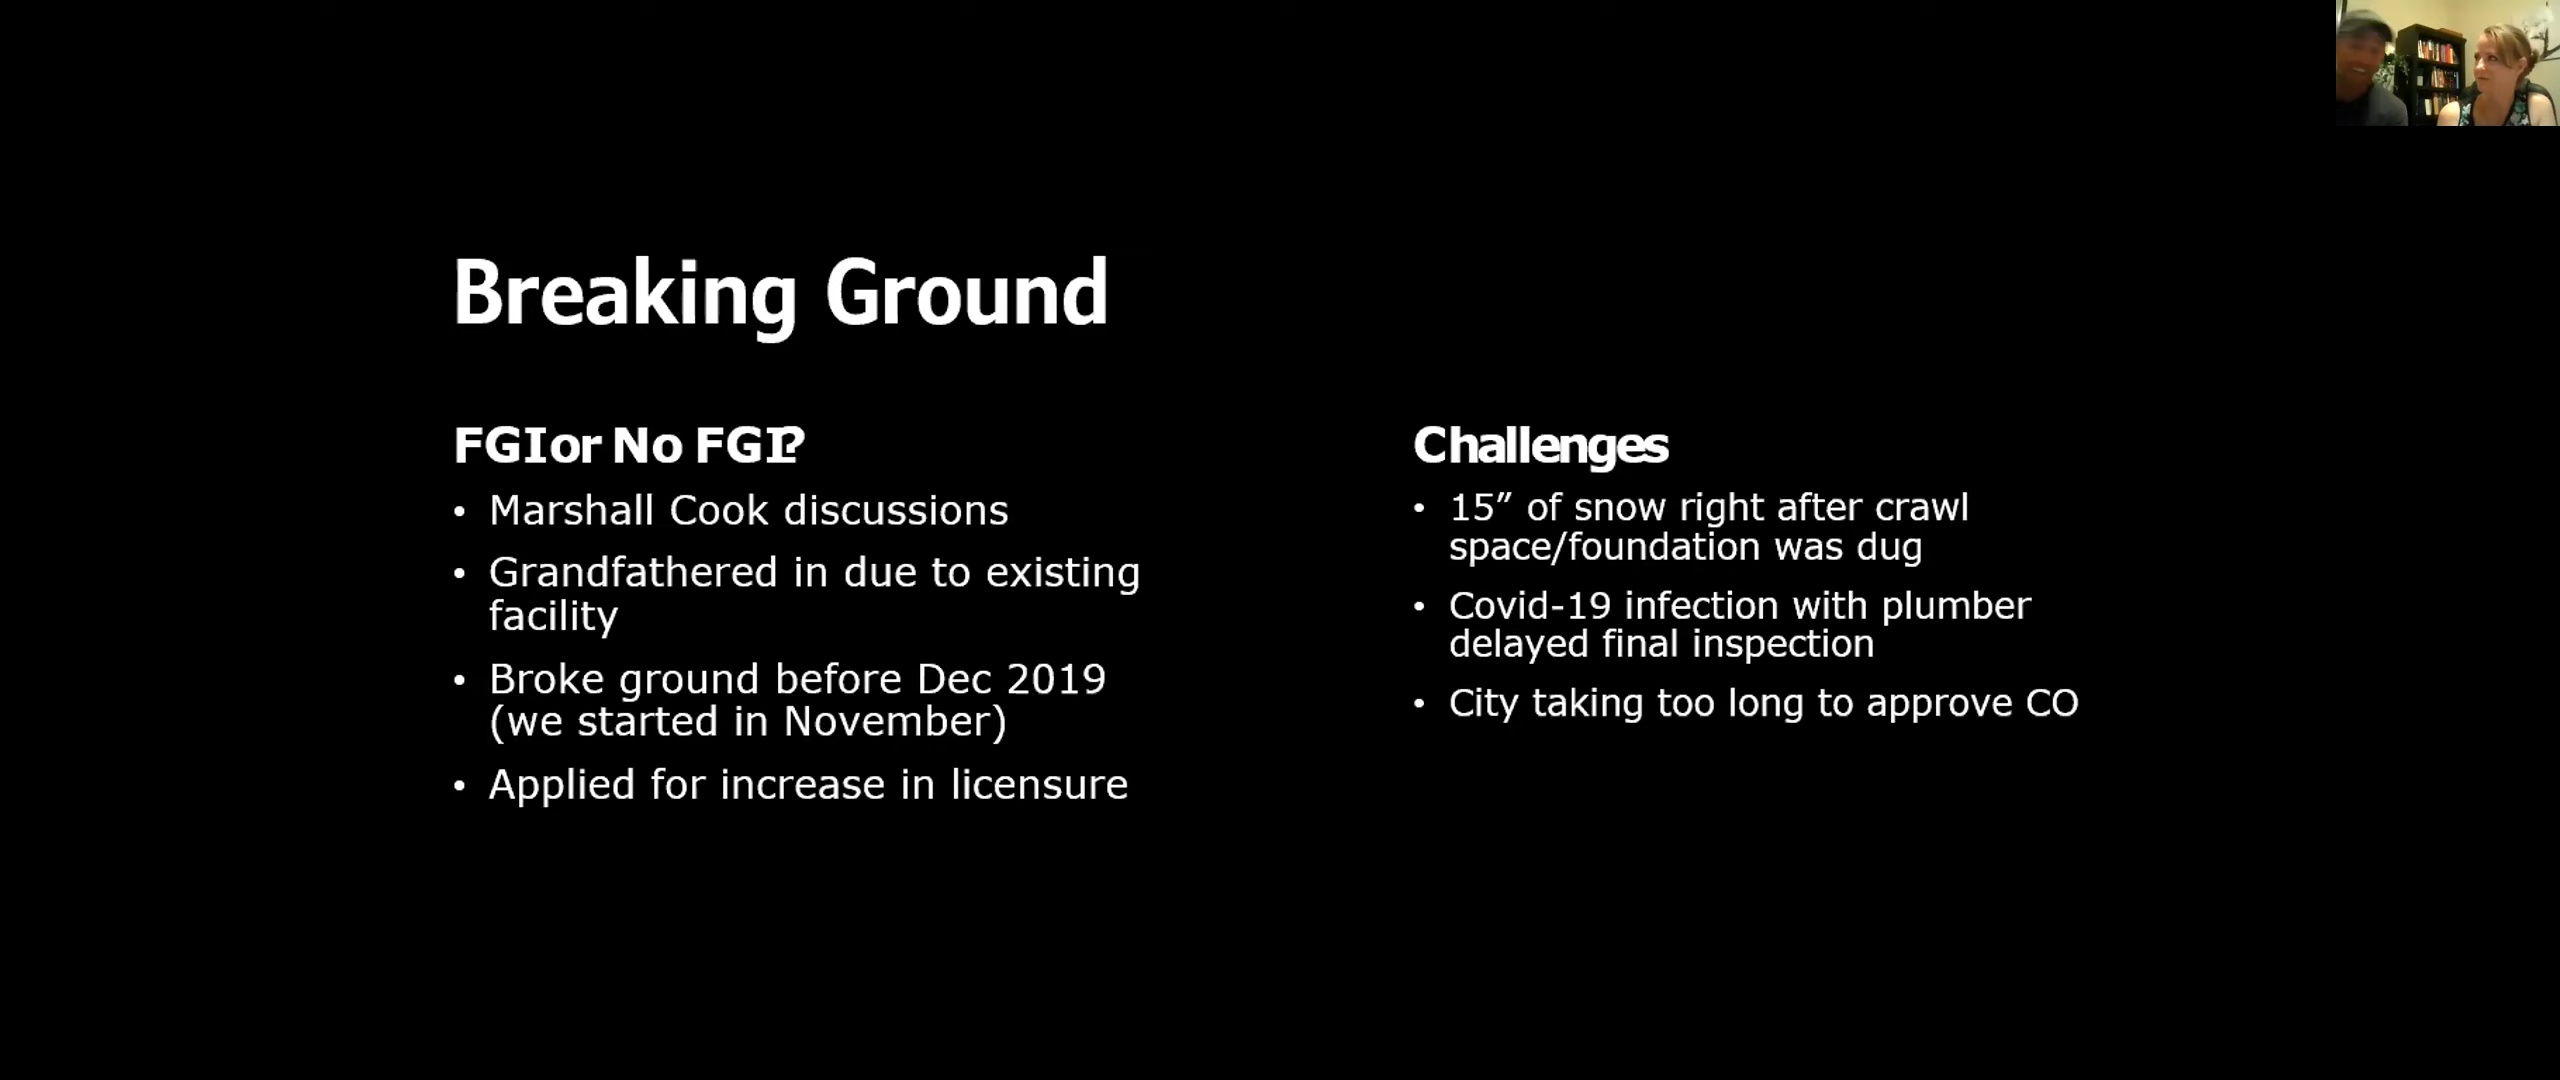 Breaking Ground
FGI or No FGI?
• Marshall Cook discussions
• Grandfathered in due to existing
facility
• Broke ground before Dec 2019
(we started in November)
• Applied for increase in licensure
Challenges
• 15” of snow right after crawl
space/foundation was dug
• Covid-19 infection with plumber
delayed final inspection
• City taking too long to approve CO